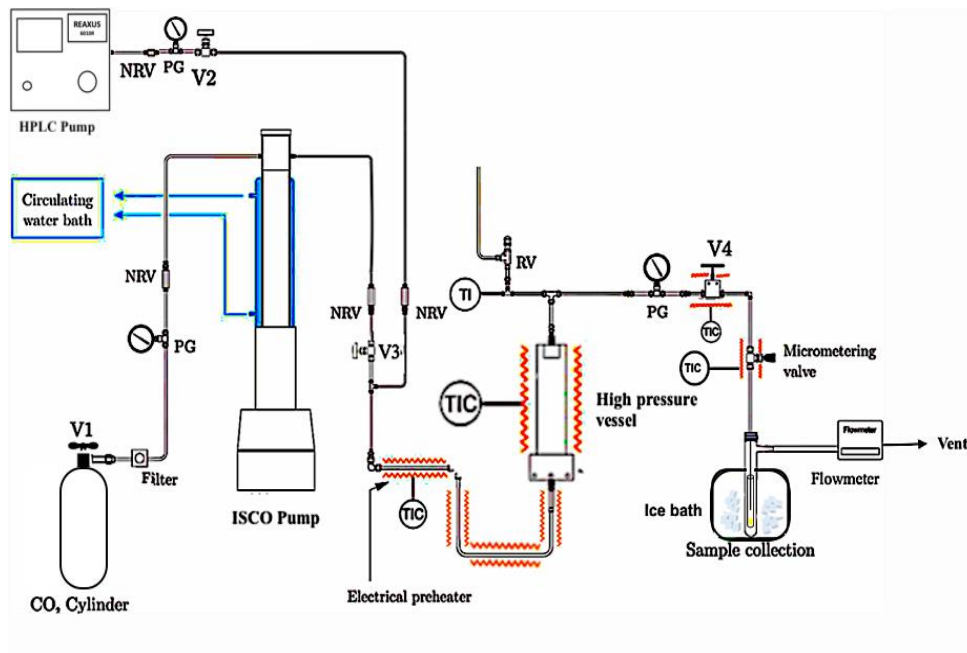 REAXUS
6010R
HPLC Pump
NRV
PG
V2
Circulating
water bath
NRV
PG
V1
Filter
CO₂ Cylinder
ISCO Pump
NRV
NRV
V3
TIC
Electrical preheater
TI
RV
TIC
High pressure
vessel
PG
V4
TIC
TIC
Micrometering
valve
Flowmeter
Flowmeter
Vent
Ice bath
Sample collection